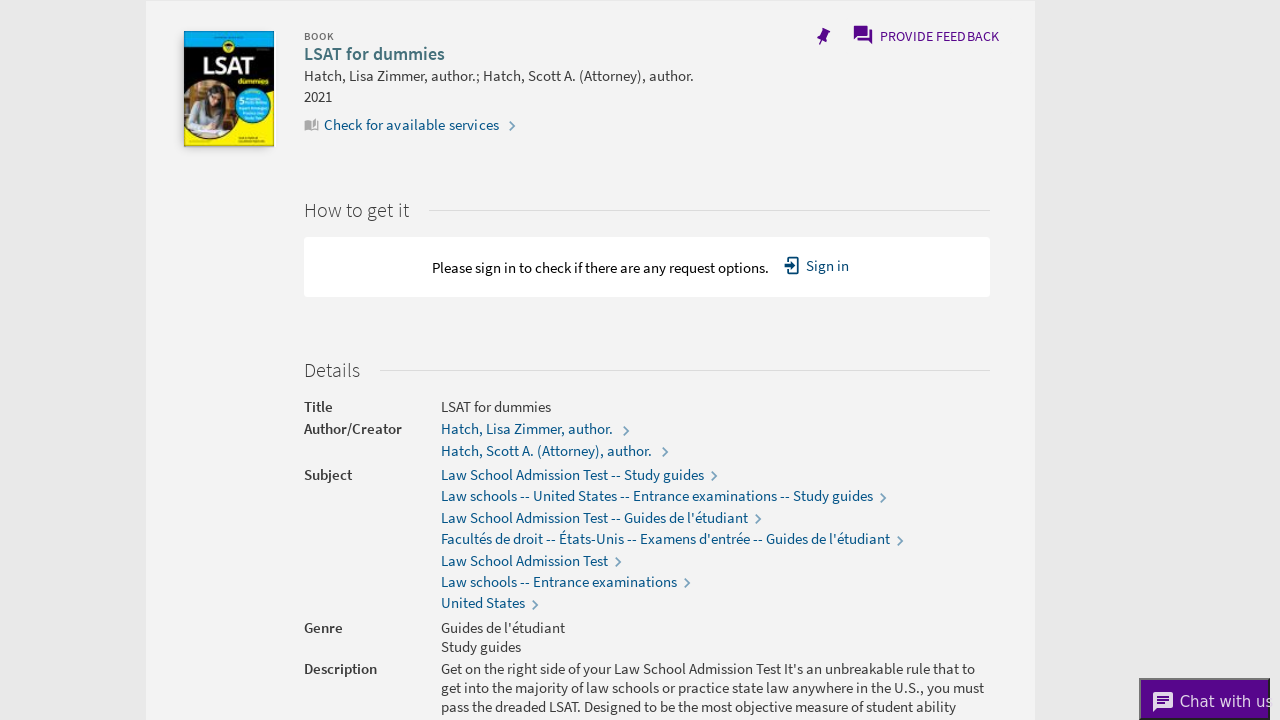 BOOK
LSAT for dummies
Hatch, Lisa Zimmer, author.; Hatch, Scott A. (Attorney), author.
2021
Check for available services
PROVIDE FEEDBACK
LSAT
dummies
How to get it
Please sign in to check if there are any request options. Sign in
Details
Title LSAT for dummies
Author/Creator Hatch, Lisa Zimmer, author.
Hatch, Scott A. (Attorney), author.
Subject Law School Admission Test -- Study guides
Law schools -- United States -- Entrance examinations -- Study guides
Law School Admission Test -- Guides de l'étudiant
Facultés de droit -- États-Unis -- Examens d'entrée -- Guides de l'étudiant
Law School Admission Test
Law schools -- Entrance examinations
United States
Genre Guides de l'étudiant
Study guides
Description Get on the right side of your Law School Admission Test It's an unbreakable rule that to
get into the majority of law schools or practice state law anywhere in the U.S., you must
pass the dreaded LSAT. Designed to be the most objective measure of student ability
Chat with us